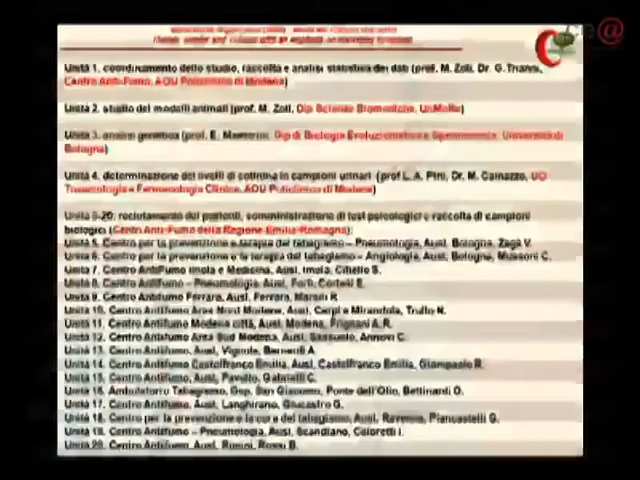 Unità 1. coordinamento dello studio, raccolta e analisi statistica dei dati (prof. M. Zoli, Dr. G.
Centro Anti-Fumo, AOU Policlinico di Modena)
Unità 2. studio dei modelli animali (prof. M. Zoli, Dip Scienze Biomediche, UniMoRe)
Unità 3. analisi genetica (prof. E. Dip di Biologia Evoluzionistica e Sperimentale, Università di
Bologna)
Unità 4. determinazione dei livelli di cotinina in campioni urinari (prof L. A. Pini, Dr. M. UO
Tossicologia e Farmacologia Clinica, AOU Policlinico di Modena)
Unità 5-20: reclutamento dei pazienti, somministrazione di test psicologici e raccolta di campioni
biologici (Centri Anti-Fumo della Regione Emilia-Romagna):
Unità 5. Centro per la prevenzione e terapia del tabagismo – Pneumologia, Ausl, Bologna, Zagà V.
Unità 6. Centro per la prevenzione e la terapia del tabagismo – Angiologia, Ausl, Bologna, Mussoni C.
Unità 7. Centro AntiFumo Imola e Medicina, Ausl, Imola, S.
Unità 8. Centro Antifumo – Pneumologia, Ausl, Forlì, Cortelli E.
Unità 9. Centro Antifumo Ferrara, Ausl, Ferrara,
Unità 10. Centro Antifumo Area Nord Modena, Ausl, Carpi e Mirandola, N.
Unità 11. Centro Antifumo Modena città, Ausl, Modena, Prignani A.R.
Unità 12. Centro Antifumo Area Sud Modena, Ausl, Sassuolo, Annovi C.
Unità 13. Centro Antifumo, Ausl, Vignola,
Unità 14. Centro Antifumo Castelfranco Emilia, Ausl, Castelfranco Emilia, Giampaolo R.
Unità 15. Centro Antifumo, Ausl, Pavullo, Gabrielli C.
Unità 16. Ambulatorio Tabagismo, Osp. San Giacomo, Ponte dell'Olio, Bettinardi O.
Unità 17. Centro Antifumo, Ausl, Langhirano, G.
Unità 18. Centro per la prevenzione e la cura del tabagismo, Ausl, Ravenna, Piancastelli G.
Unità 19. Centro Antifumo – Pneumologia, Ausl, Scandiano, I.
Unità 20. Centro Antifumo, Ausl, Rimini, Rossi B.